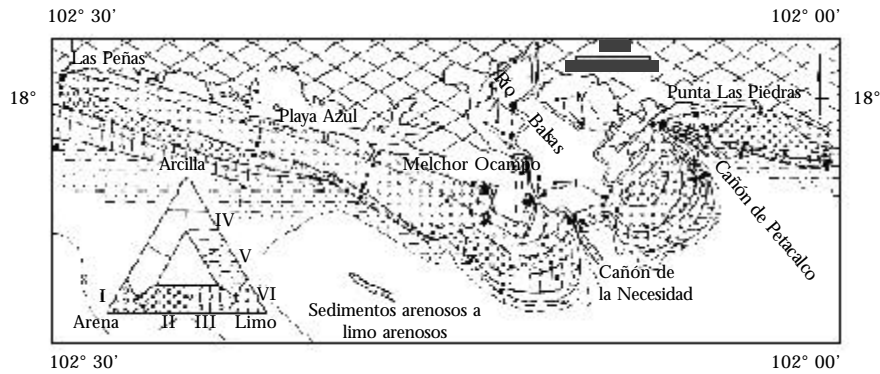 102° 30’
102° 00’
Las Peñas
18°
Río
Balsas
Punta Las Piedras
18°
Playa Azul
Melchor Ocampo
Arcilla
Cañón de Petacalco
IV
V
Cañón de
la Necesidad
I
VI
Sedimentos arenosos a
limo arenosos
Arena
II
III
Limo
102° 30’
102° 00’